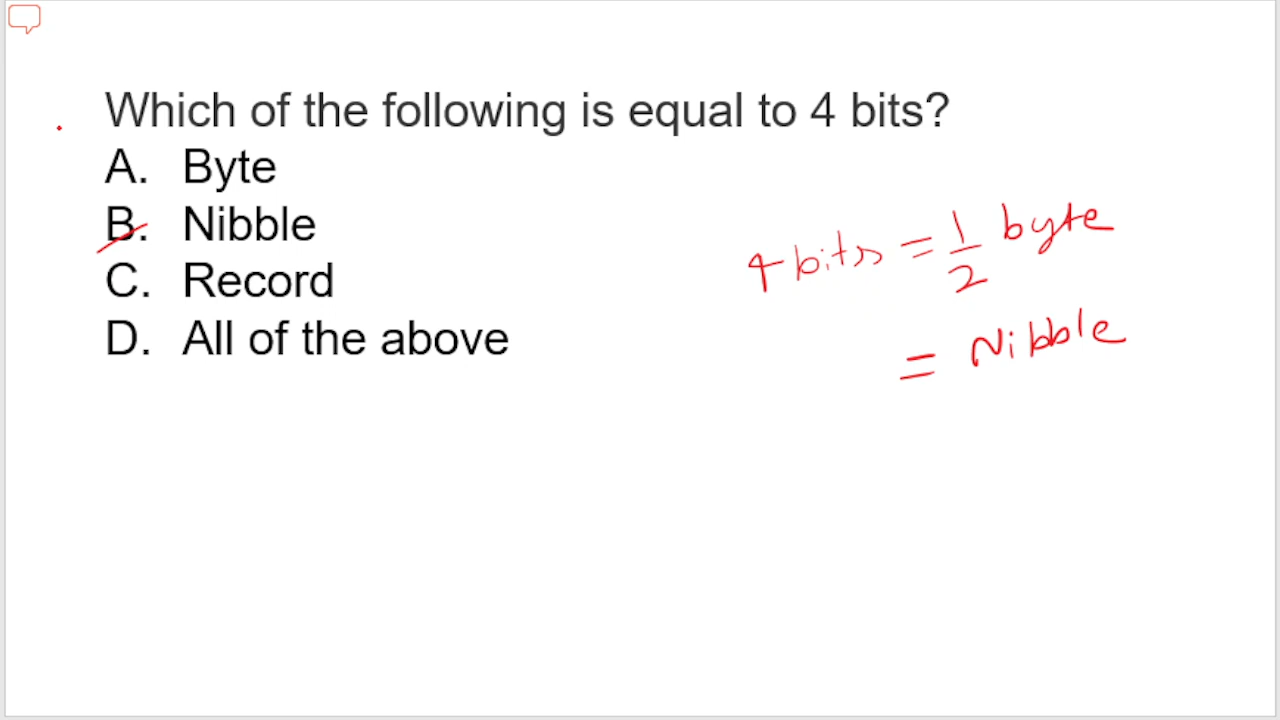 Which of the following is equal to 4 bits?
A. Byte
B. Nibble
C. Record
D. All of the above
4 bits = 1/2 byte
= Nibble